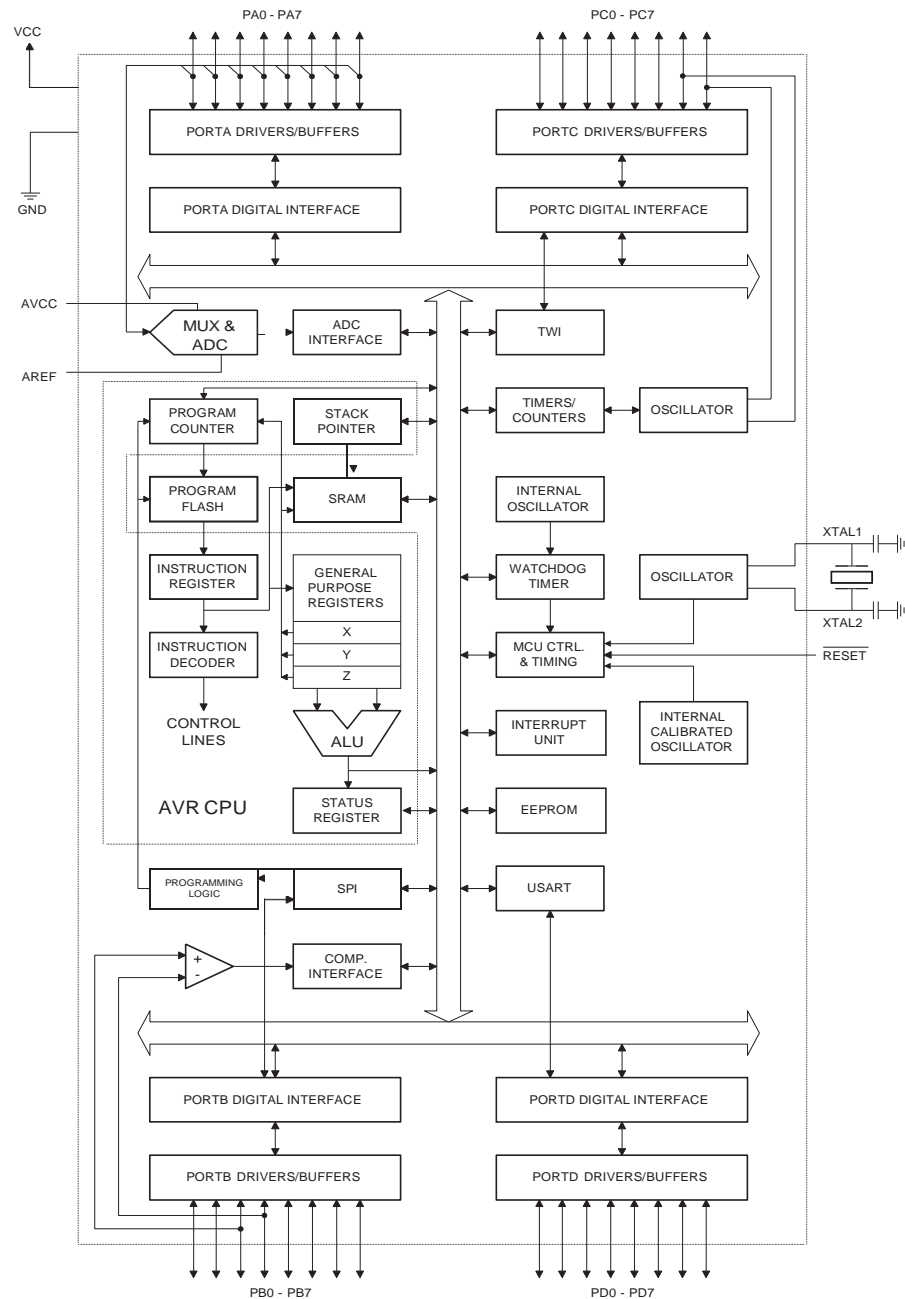 PA0 - PA7
PC0 - PC7
VCC
PORTA DRIVERS/BUFFERS
PORTC DRIVERS/BUFFERS
GND
PORTA DIGITAL INTERFACE
PORTC DIGITAL INTERFACE
AVCC
MUX &
ADC
ADC
INTERFACE
TWI
AREF
PROGRAM
COUNTER
STACK
POINTER
TIMERS/
COUNTERS
OSCILLATOR
PROGRAM
FLASH
SRAM
INTERNAL
OSCILLATOR
XTAL1
INSTRUCTION
REGISTER
GENERAL
PURPOSE
REGISTERS
WATCHDOG
TIMER
OSCILLATOR
XTAL2
X
INSTRUCTION
DECODER
Y
Z
MCU CTRL.
& TIMING
RESET
CONTROL
LINES
ALU
INTERRUPT
UNIT
INTERNAL
CALIBRATED
OSCILLATOR
AVR CPU
STATUS
REGISTER
EEPROM
PROGRAMMING
LOGIC
SPI
USART
+
-
COMP.
INTERFACE
PORTB DIGITAL INTERFACE
PORTD DIGITAL INTERFACE
PORTB DRIVERS/BUFFERS
PORTD DRIVERS/BUFFERS
PB0 - PB7
PD0 - PD7